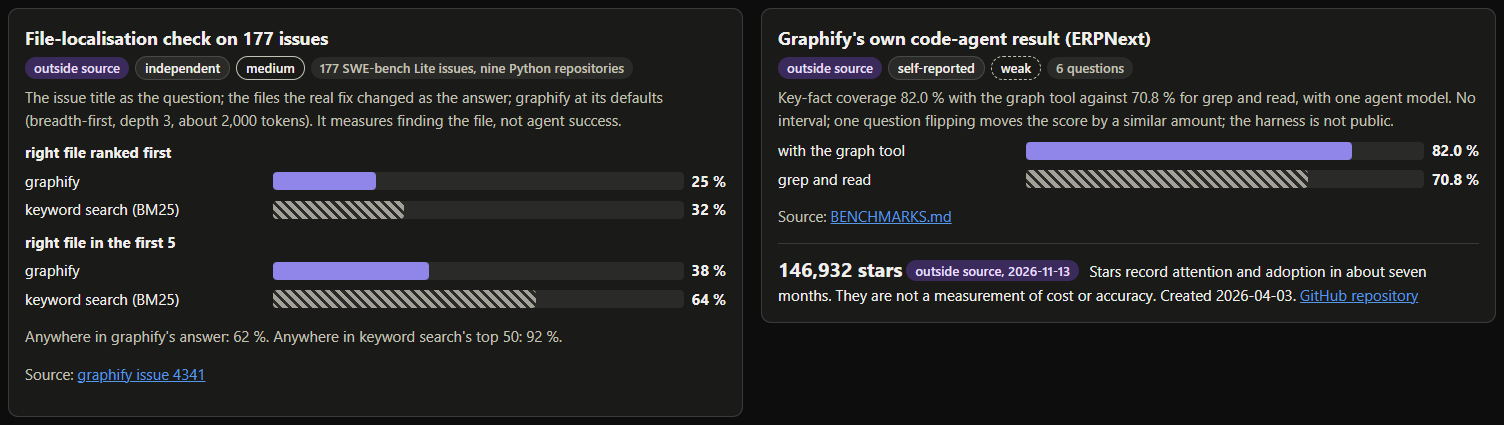 File-localisation check on 177 issues
outside source independent medium 177 SWE-bench Lite issues, nine Python repositories
The issue title as the question; the files the real fix changed as the answer; graphify at its defaults
(breadth-first, depth 3, about 2,000 tokens). It measures finding the file, not agent success.
right file ranked first
graphify 25 %
keyword search (BM25) 32 %
right file in the first 5
graphify 38 %
keyword search (BM25) 64 %
Anywhere in graphify's answer: 62 %. Anywhere in keyword search's top 50: 92 %.
Source: graphify issue 4341
Graphify's own code-agent result (ERPNext)
outside source self-reported weak 6 questions
Key-fact coverage 82.0 % with the graph tool against 70.8 % for grep and read, with one agent model. No
interval; one question flipping moves the score by a similar amount; the harness is not public.
with the graph tool 82.0 %
grep and read 70.8 %
Source: BENCHMARKS.md
146,932 stars outside source, 2026-11-13 Stars record attention and adoption in about seven
months. They are not a measurement of cost or accuracy. Created 2026-04-03. GitHub repository